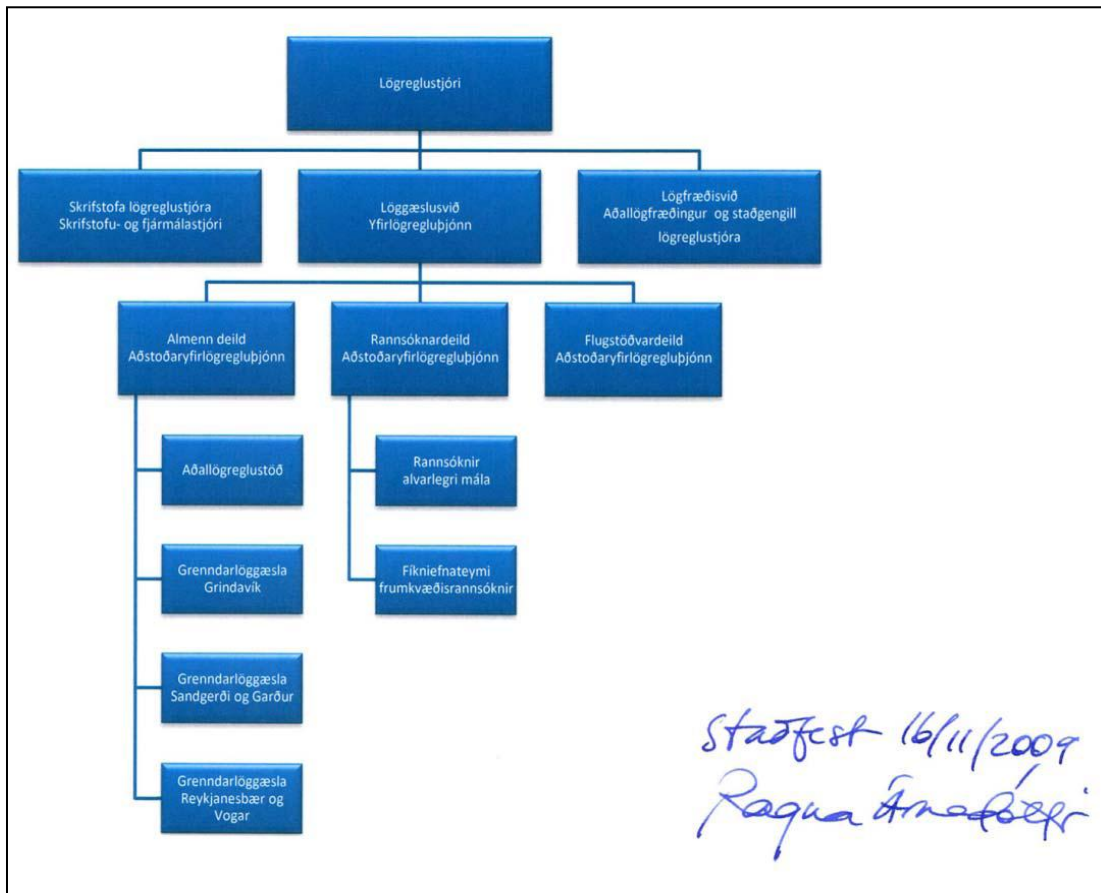 Lögreglustjóri
Skrifstofa lögreglustjóra
Skrifstofu- og fjármálastjóri
Löggæslusvið
Yfirlögregluþjónn
Lögfræðisvið
Aðallögfræðingur og staðgengill
lögreglustjóra
Almenn deild
Aðstoðaryfirlögregluþjónn
Rannsóknardeild
Aðstoðaryfirlögregluþjónn
Flugstöðvardeild
Aðstoðaryfirlögregluþjónn
Aðallögreglustöð
Rannsóknir
alvarlegri mála
Grenndarlöggæsla
Grindavík
Fíkniefnateymi
frumkvæðisrannsóknir
Grenndarlöggæsla
Sandgerði og Garður
Grenndarlöggæsla
Reykjanesbær og
Vogar
Staðfest 16/11/2009
Ragna Árnadóttir